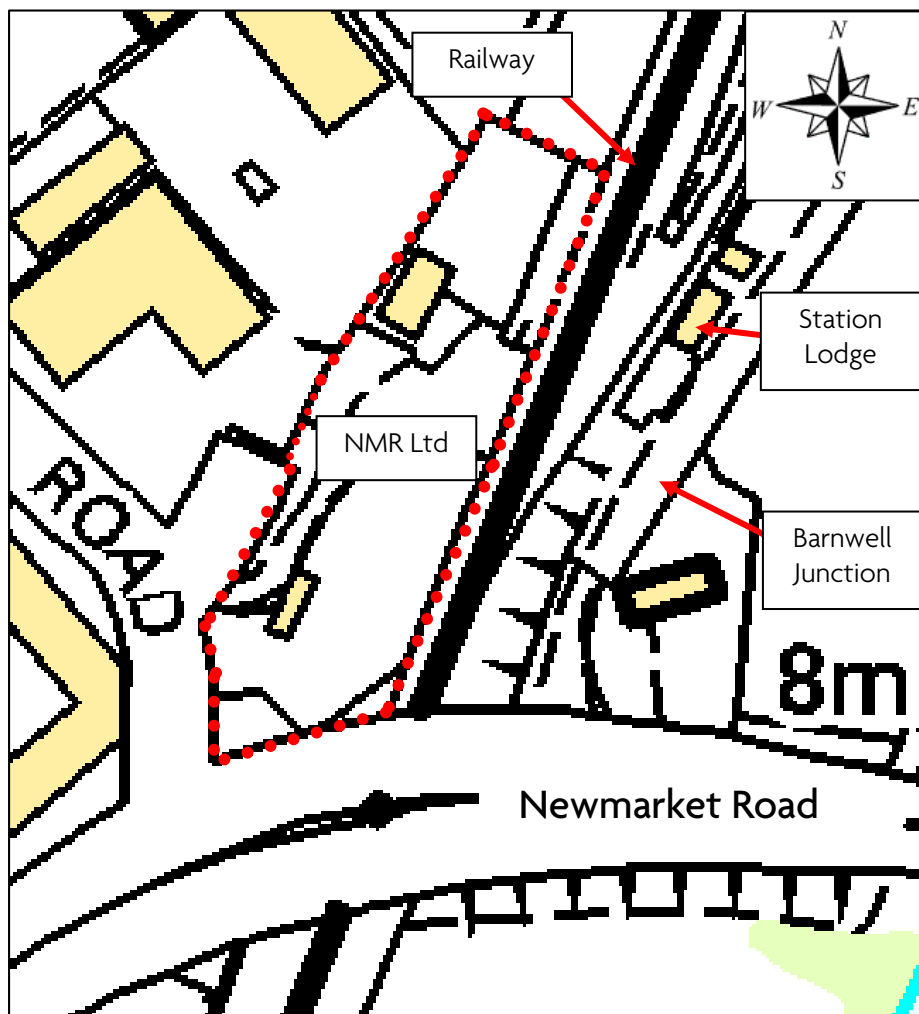 Railway
N
W
E
S
Station
Lodge
NMR Ltd
ROAD
Barnwell
Junction
8m
Newmarket Road